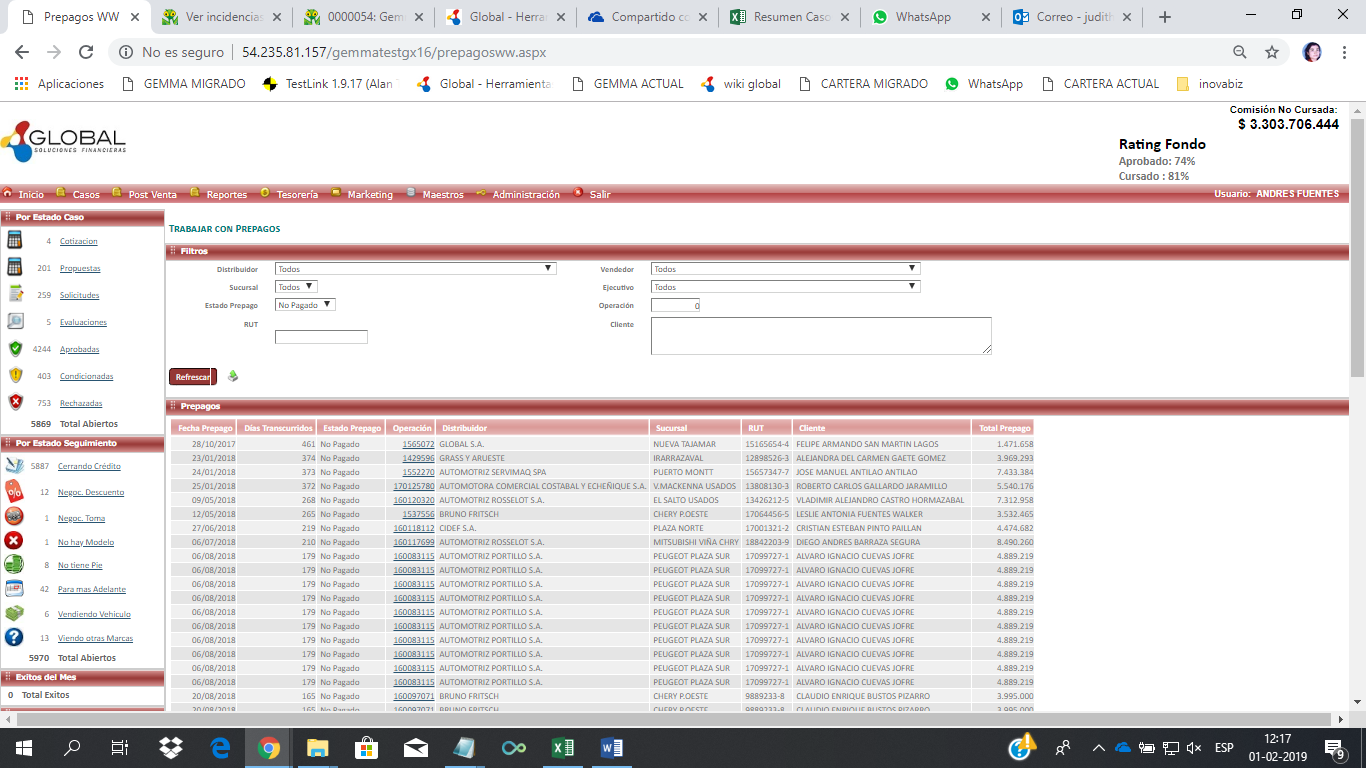 Prepagos WW
Ver incidencias
0000054: Gem
Global - Herra
Compartido co
Resumen Caso
WhatsApp
Correo - judith
No es seguro 54.235.81.157/gemmatestgx16/prepagosww.aspx
Aplicaciones GEMMA MIGRADO TestLink 1.9.17 (Alan Global - Herramienta GEMMA ACTUAL wiki global CARTERA MIGRADO WhatsApp CARTERA ACTUAL inovabiz
Comisión No Cursada:
$ 3.303.706.444
GLOBAL
SOLUCIONES FINANCIERAS
Rating Fondo
Aprobado: 74%
Cursado : 81%
Inicio Casos Post Venta Reportes Tesorería Marketing Maestros Administración Salir Usuario: ANDRES FUENTES
Por Estado Caso
4 Cotizacion
201 Propuestas
259 Solicitudes
5 Evaluaciones
4244 Aprobadas
403 Condicionadas
753 Rechazadas
5869 Total Abiertos
Por Estado Seguimiento
5887 Cerrando Crédito
12 Negoc. Descuento
1 Negoc. Toma
1 No hay Modelo
8 No tiene Pie
42 Para mas Adelante
6 Vendiendo Vehiculo
13 Viendo otras Marcas
5970 Total Abiertos
Exitos del Mes
0 Total Exitos
TRABAJAR CON PREPAGOS
Filtros
Distribuidor Todos Vendedor Todos
Sucursal Todos Ejecutivo Todos
Estado Prepago No Pagado Operación 0
RUT Cliente
Refrescar
Prepagos
Fecha Prepago Días Transcurridos Estado Prepago Operación Distribuidor Sucursal RUT Cliente Total Prepago
28/10/2017 461 No Pagado 1565072 GLOBAL S.A. NUEVA TAJAMAR 15165654-4 FELIPE ARMANDO SAN MARTIN LAGOS 1.471.658
23/01/2018 374 No Pagado 1429596 GRASS Y ARUESTE IRARRAZAVAL 12898526-3 ALEJANDRA DEL CARMEN GAETE GOMEZ 3.969.293
24/01/2018 373 No Pagado 1552270 AUTOMOTRIZ SERVIMAQ SPA PUERTO MONTT 15657347-7 JOSE MANUEL ANTILAO ANTILAO 7.433.384
25/01/2018 372 No Pagado 170125780 AUTOMOTORA COMERCIAL COSTABAL Y ECHEÑIQUE S.A. V.MACKENNA USADOS 13808130-3 ROBERTO CARLOS GALLARDO JARAMILLO 5.540.176
09/05/2018 268 No Pagado 160120320 AUTOMOTRIZ ROSSELOT S.A. EL SALTO USADOS 13426212-5 VLADIMIR ALEJANDRO CASTRO HORMAZABAL 7.312.958
12/05/2018 265 No Pagado 1537556 BRUNO FRITSCH CHERY P.OESTE 17064456-5 LESLIE ANTONIA FUENTES WALKER 3.532.465
27/06/2018 219 No Pagado 160118112 CIDEF S.A. PLAZA NORTE 17001321-2 CRISTIAN ESTEBAN PINTO PAILLAN 4.474.682
06/07/2018 210 No Pagado 160117699 AUTOMOTRIZ ROSSELOT S.A. MITSUBISHI VIÑA CHRY 18842203-9 DIEGO ANDRES BARRAZA SEGURA 8.490.260
06/08/2018 179 No Pagado 160083115 AUTOMOTRIZ PORTILLO S.A. PEUGEOT PLAZA SUR 17099727-1 ALVARO IGNACIO CUEVAS JOFRE 4.889.219
06/08/2018 179 No Pagado 160083115 AUTOMOTRIZ PORTILLO S.A. PEUGEOT PLAZA SUR 17099727-1 ALVARO IGNACIO CUEVAS JOFRE 4.889.219
06/08/2018 179 No Pagado 160083115 AUTOMOTRIZ PORTILLO S.A. PEUGEOT PLAZA SUR 17099727-1 ALVARO IGNACIO CUEVAS JOFRE 4.889.219
06/08/2018 179 No Pagado 160083115 AUTOMOTRIZ PORTILLO S.A. PEUGEOT PLAZA SUR 17099727-1 ALVARO IGNACIO CUEVAS JOFRE 4.889.219
06/08/2018 179 No Pagado 160083115 AUTOMOTRIZ PORTILLO S.A. PEUGEOT PLAZA SUR 17099727-1 ALVARO IGNACIO CUEVAS JOFRE 4.889.219
06/08/2018 179 No Pagado 160083115 AUTOMOTRIZ PORTILLO S.A. PEUGEOT PLAZA SUR 17099727-1 ALVARO IGNACIO CUEVAS JOFRE 4.889.219
06/08/2018 179 No Pagado 160083115 AUTOMOTRIZ PORTILLO S.A. PEUGEOT PLAZA SUR 17099727-1 ALVARO IGNACIO CUEVAS JOFRE 4.889.219
06/08/2018 179 No Pagado 160083115 AUTOMOTRIZ PORTILLO S.A. PEUGEOT PLAZA SUR 17099727-1 ALVARO IGNACIO CUEVAS JOFRE 4.889.219
06/08/2018 179 No Pagado 160083115 AUTOMOTRIZ PORTILLO S.A. PEUGEOT PLAZA SUR 17099727-1 ALVARO IGNACIO CUEVAS JOFRE 4.889.219
06/08/2018 179 No Pagado 160083115 AUTOMOTRIZ PORTILLO S.A. PEUGEOT PLAZA SUR 17099727-1 ALVARO IGNACIO CUEVAS JOFRE 4.889.219
20/08/2018 165 No Pagado 160097071 BRUNO FRITSCH CHERY P.OESTE 9889233-8 CLAUDIO ENRIQUE BUSTOS PIZARRO 3.995.000
20/08/2018 165 No Pagado 160097071 BRUNO FRITSCH CHERY P.OESTE 9889233-8 CLAUDIO ENRIQUE BUSTOS PIZARRO 3.995.000
ESP
12:17
01-02-2019
9